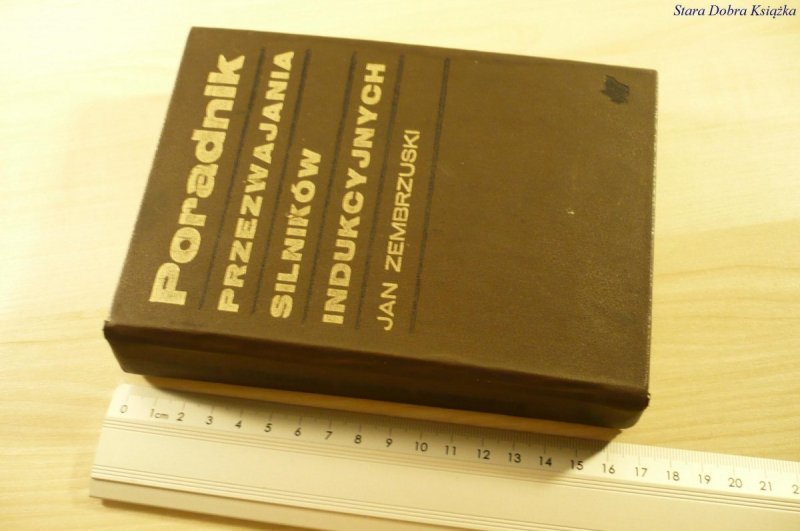 Stara Dobra Książka
Poradnik
PRZEZWAJANIA
SILNIKÓW
INDUKCYJNYCH
JAN ZEMBRZUSKI
0 1cm 2 3 4 5 6 7 8 9 10 11 12 13 14 15 16 17 18 19 20 21